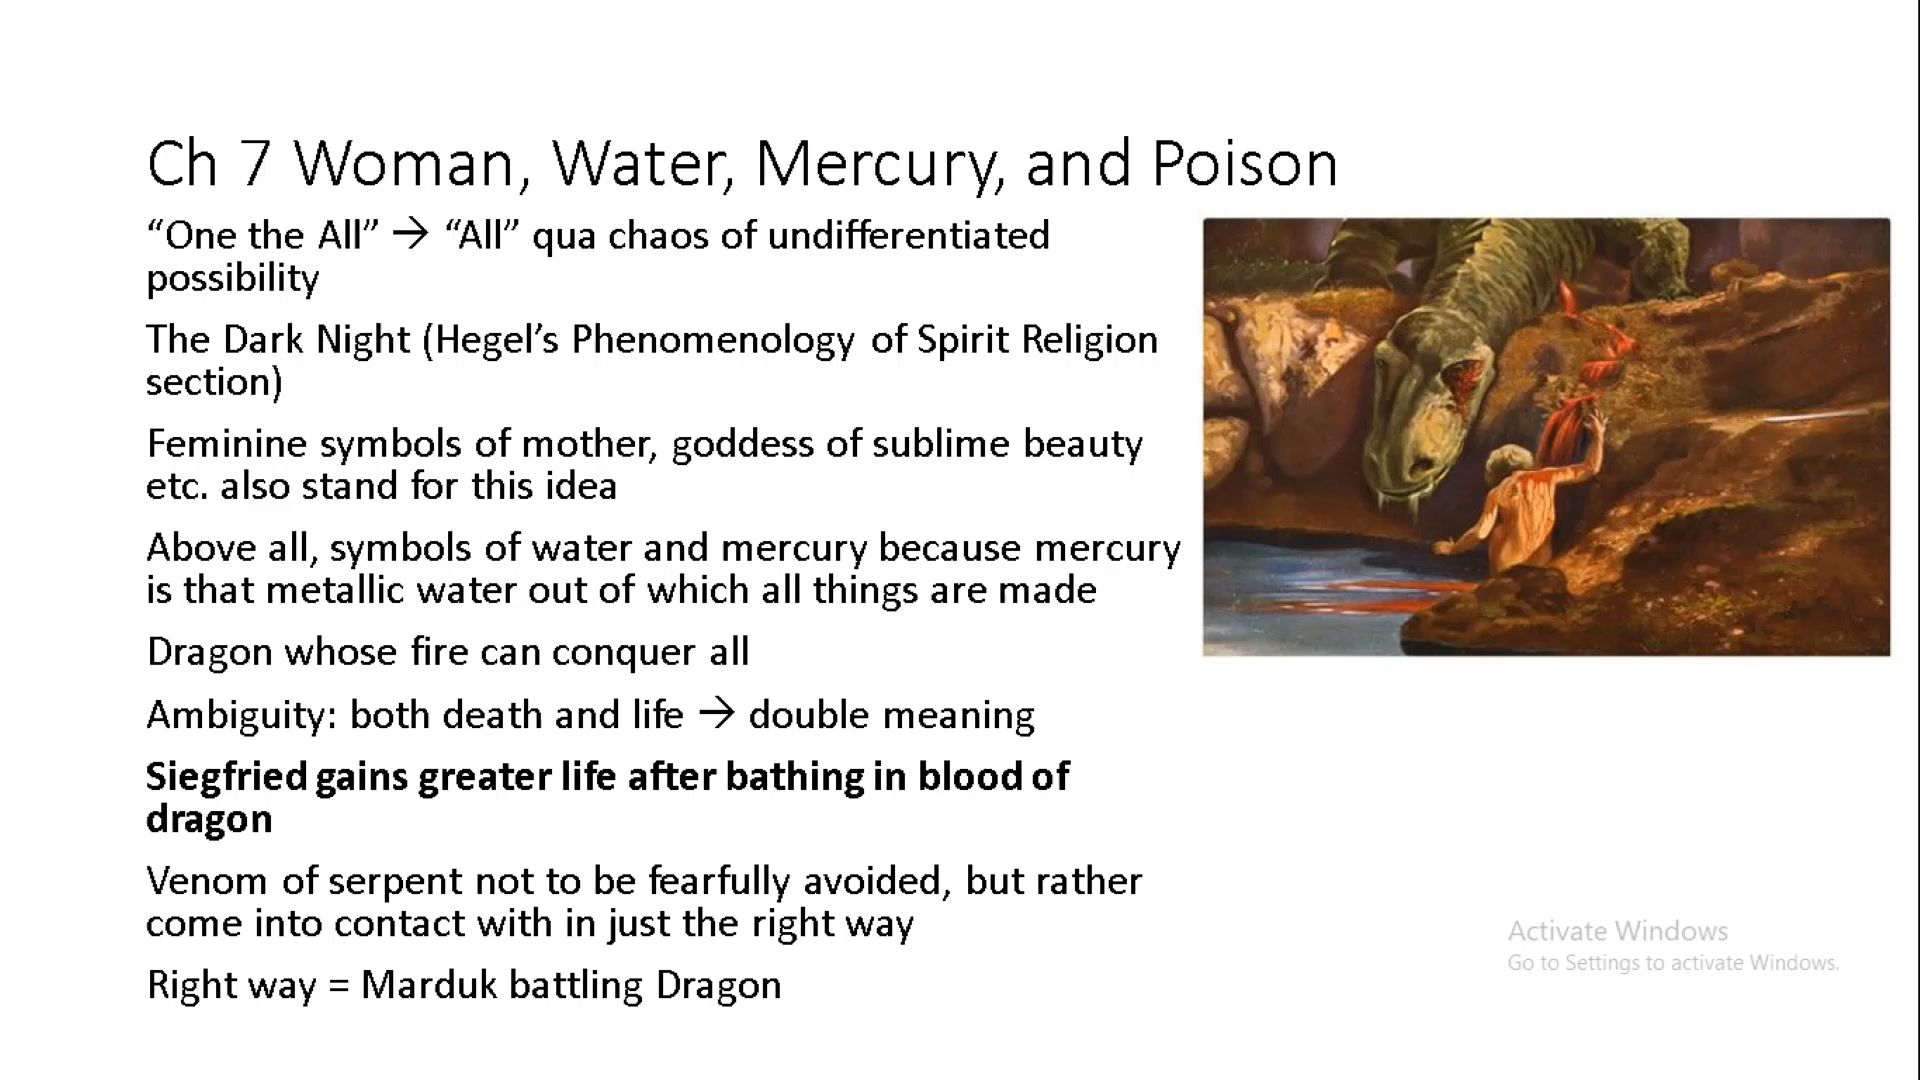 Ch 7 Woman, Water, Mercury, and Poison
“One the All” → “All” qua chaos of undifferentiated
possibility
The Dark Night (Hegel’s Phenomenology of Spirit Religion
section)
Feminine symbols of mother, goddess of sublime beauty
etc. also stand for this idea
Above all, symbols of water and mercury because mercury
is that metallic water out of which all things are made
Dragon whose fire can conquer all
Ambiguity: both death and life → double meaning
Siegfried gains greater life after bathing in blood of
dragon
Venom of serpent not to be fearfully avoided, but rather
come into contact with in just the right way
Right way = Marduk battling Dragon
Activate Windows
Go to Settings to activate Windows.